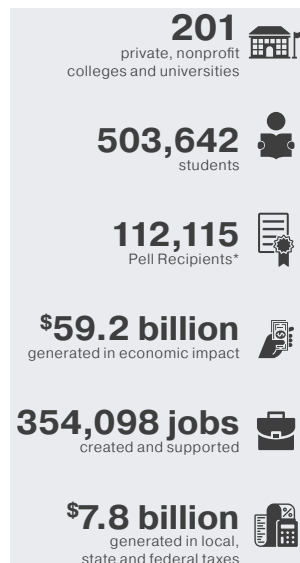 201
private, nonprofit
colleges and universities
503,642
students
112,115
Pell Recipients*
$59.2 billion
generated in economic impact
354,098 jobs
created and supported
$7.8 billion
generated in local,
state and federal taxes